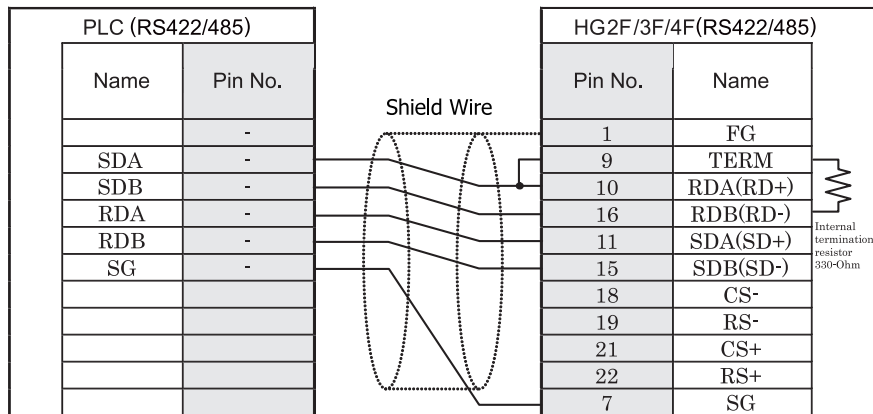 PLC (RS422/485) HG2F/3F/4F(RS422/485)
Name Pin No. Pin No. Name
Shield Wire
- 1 FG
SDA - 9 TERM
SDB - 10 RDA(RD+)
RDA - 16 RDB(RD-)
RDB - 11 SDA(SD+)
SG - 15 SDB(SD-)
Internal
termination
resistor
330-Ohm
18 CS-
19 RS-
21 CS+
22 RS+
7 SG